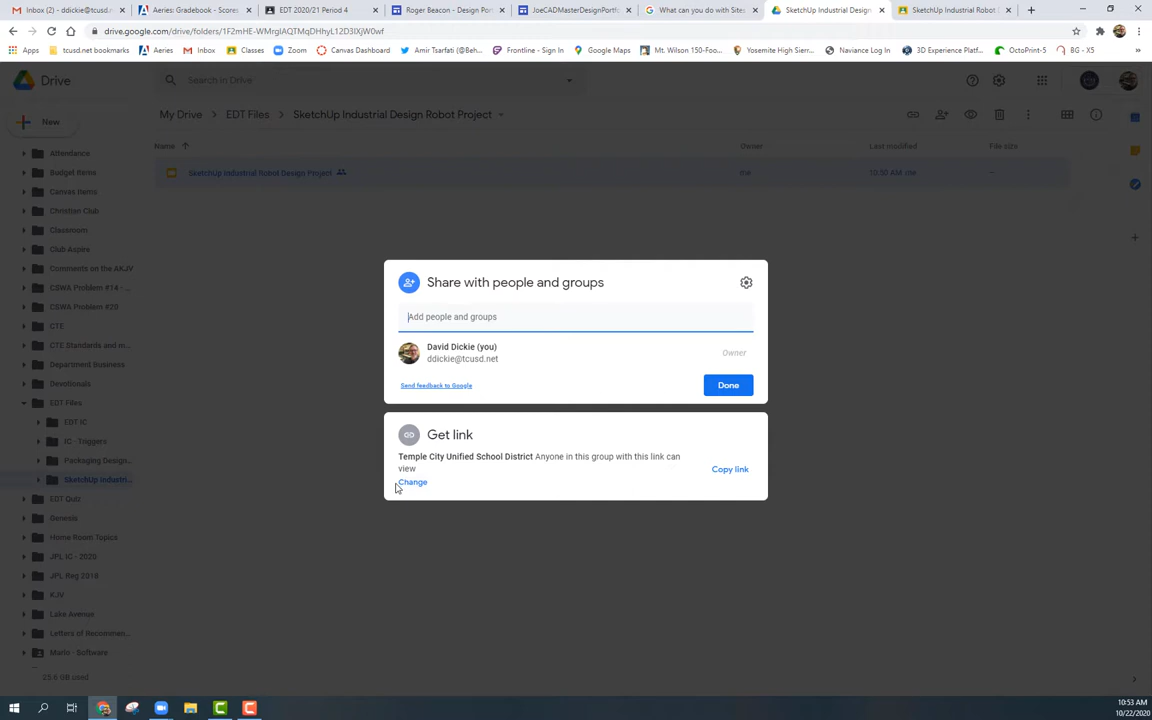 Inbox (210) - ddickie@tcusd.n
Aeries: Gradebook - Scores
EDT 2020/21 Period 4
Roger Beacon - Design Por
JoeCADMasterDesignPortfo
What can you do with Sites
SketchUp Industrial Design
SketchUp Industrial Robot D
drive.google.com/drive/folders/1F2mHE-WMrglAQTMqDHhyL12D3IXjW0wf
Apps
tcusd.net bookmarks
Aeries
Inbox
Classes
Zoom
Canvas Dashboard
Amir Tsarfati (@Beh...
Frontline - Sign In
Google Maps
Mt. Wilson 150-Foo...
Yosemite High Sierr...
Naviance Log In
3D Experience Platf...
OctoPrint-5
BG - X5
»
Drive
Search in Drive
New
My Drive
EDT Files
SketchUp Industrial Design Robot Project
Name
Owner
Last modified
File size
SketchUp Industrial Robot Design Project
me
10:50 AM me
–
Attendance
Budget Items
Canvas Items
Christian Club
Classroom
Club Aspire
Comments on the AKJV
CSWA Problem #14 - ...
CSWA Problem #20
CTE
CTE Standards and m...
Department Business
Devotionals
EDT Files
EDT IC
IC - Triggers
Packaging Design...
SketchUp Industri...
EDT Quiz
Genesis
Home Room Topics
JPL IC - 2020
JPL Reg 2018
KJV
Lake Avenue
Letters of Recommen...
Mario - Software
25.6 GB used
Share with people and groups
Add people and groups
David Dickie (you)
ddickie@tcusd.net
Owner
Send feedback to Google
Done
Get link
Temple City Unified School District Anyone in this group with this link can
view
Change
Copy link
10:53 AM
10/22/2020